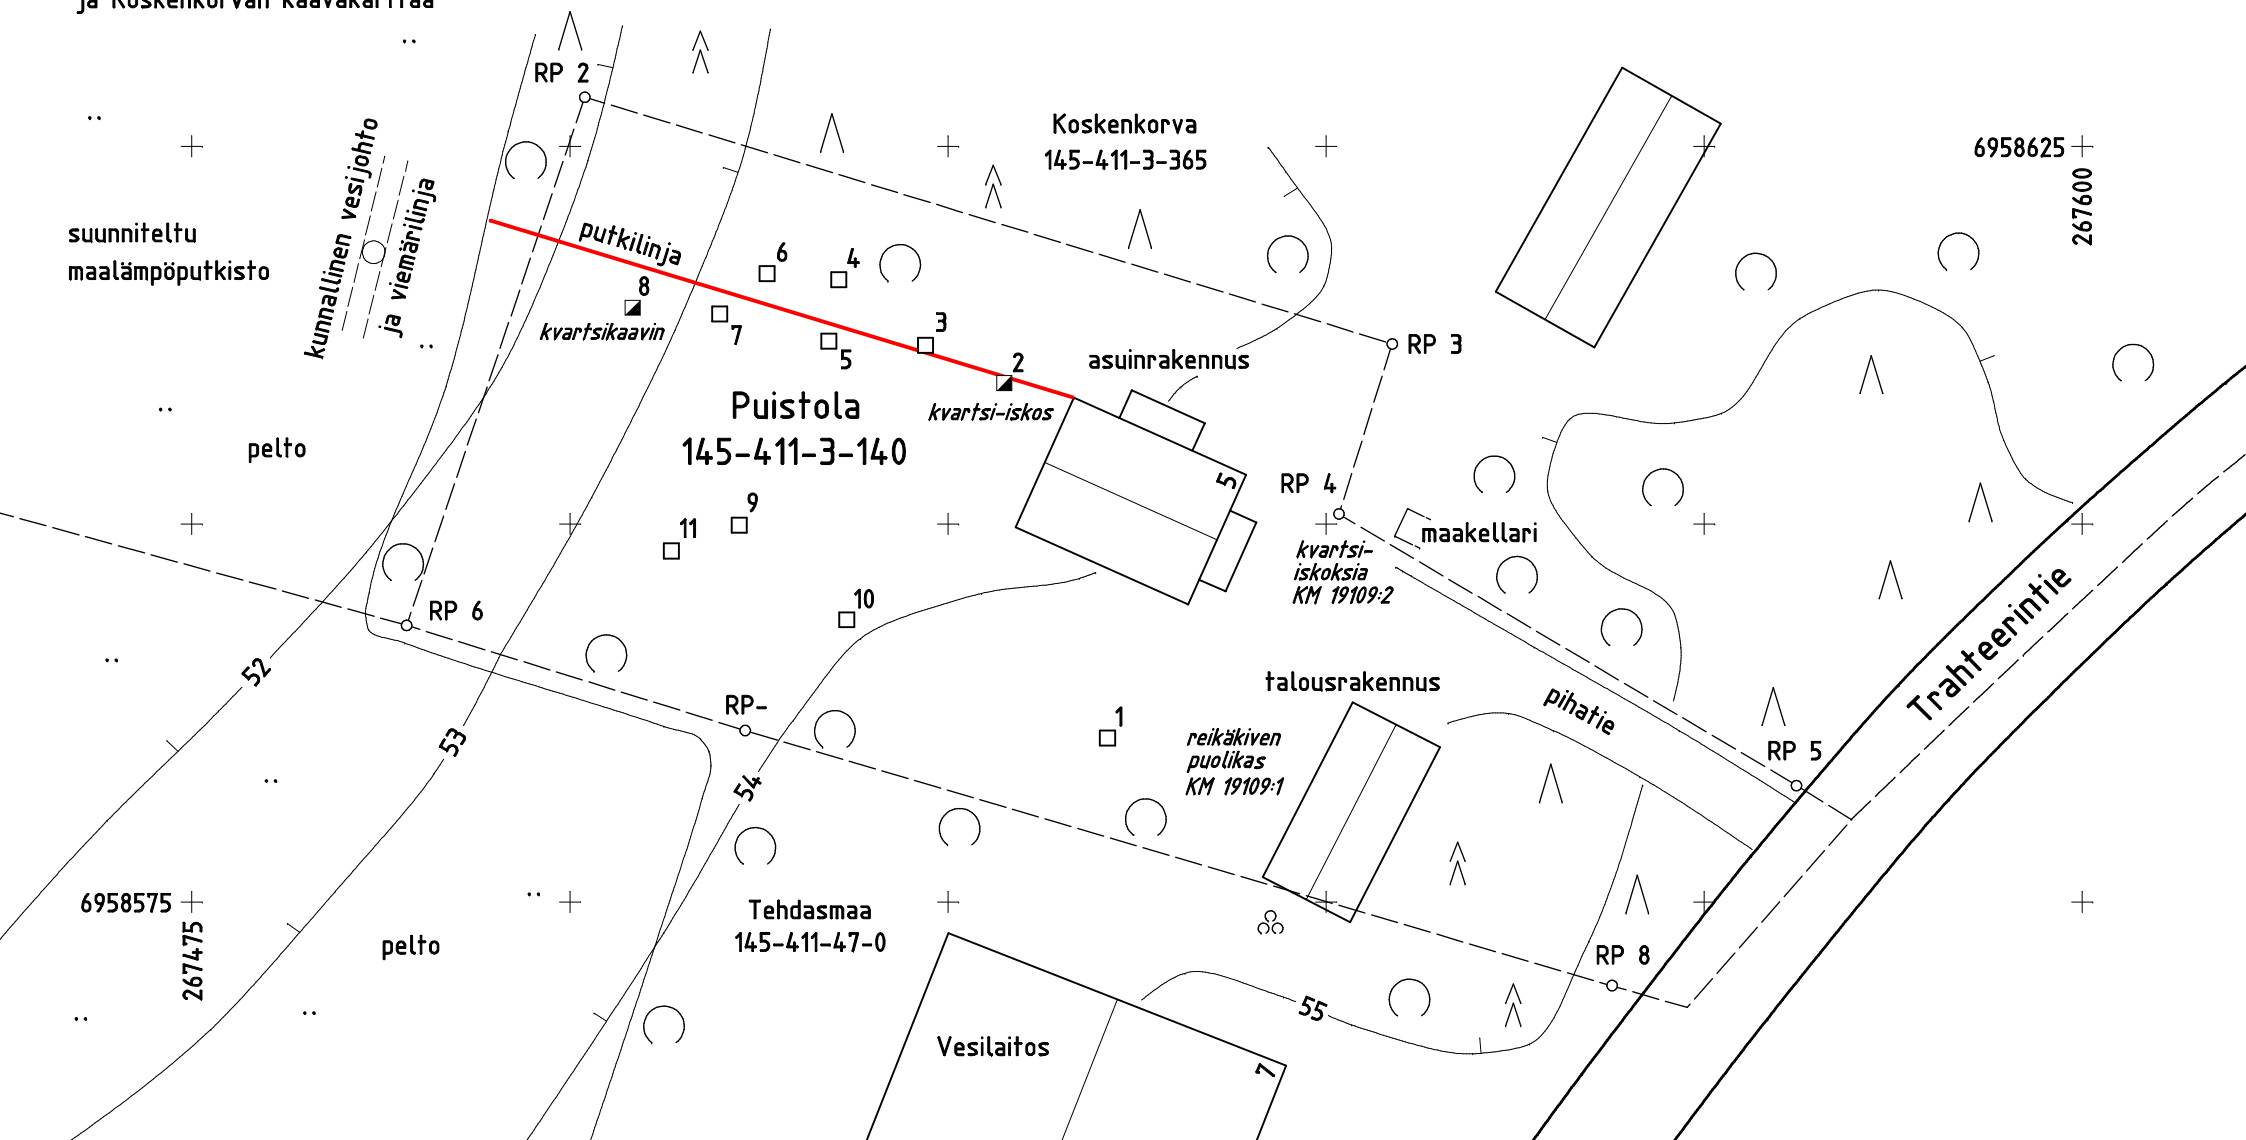 ja Koskenkorvan kaavakarttaa
RP 2
Koskenkorva
145-411-3-365
6958625
267600
kunnallinen vesijohto
ja viemärilinja
suunniteltu
maalämpöputkisto
putkilinja
6
4
8
kvartsikaavin
7
5
3
2
kvartsi-iskos
asuinrakennus
RP 3
Puistola
145-411-3-140
pelto
5
RP 4
maakellari
9
11
kvartsi-
iskoksia
KM 19109:2
10
RP 6
Trahteerintie
52
53
54
RP-
talousrakennus
pihatie
1
reikäkiven
puolikas
KM 19109:1
RP 5
6958575
267475
pelto
Tehdasmaa
145-411-47-0
RP 8
55
Vesilaitos
7